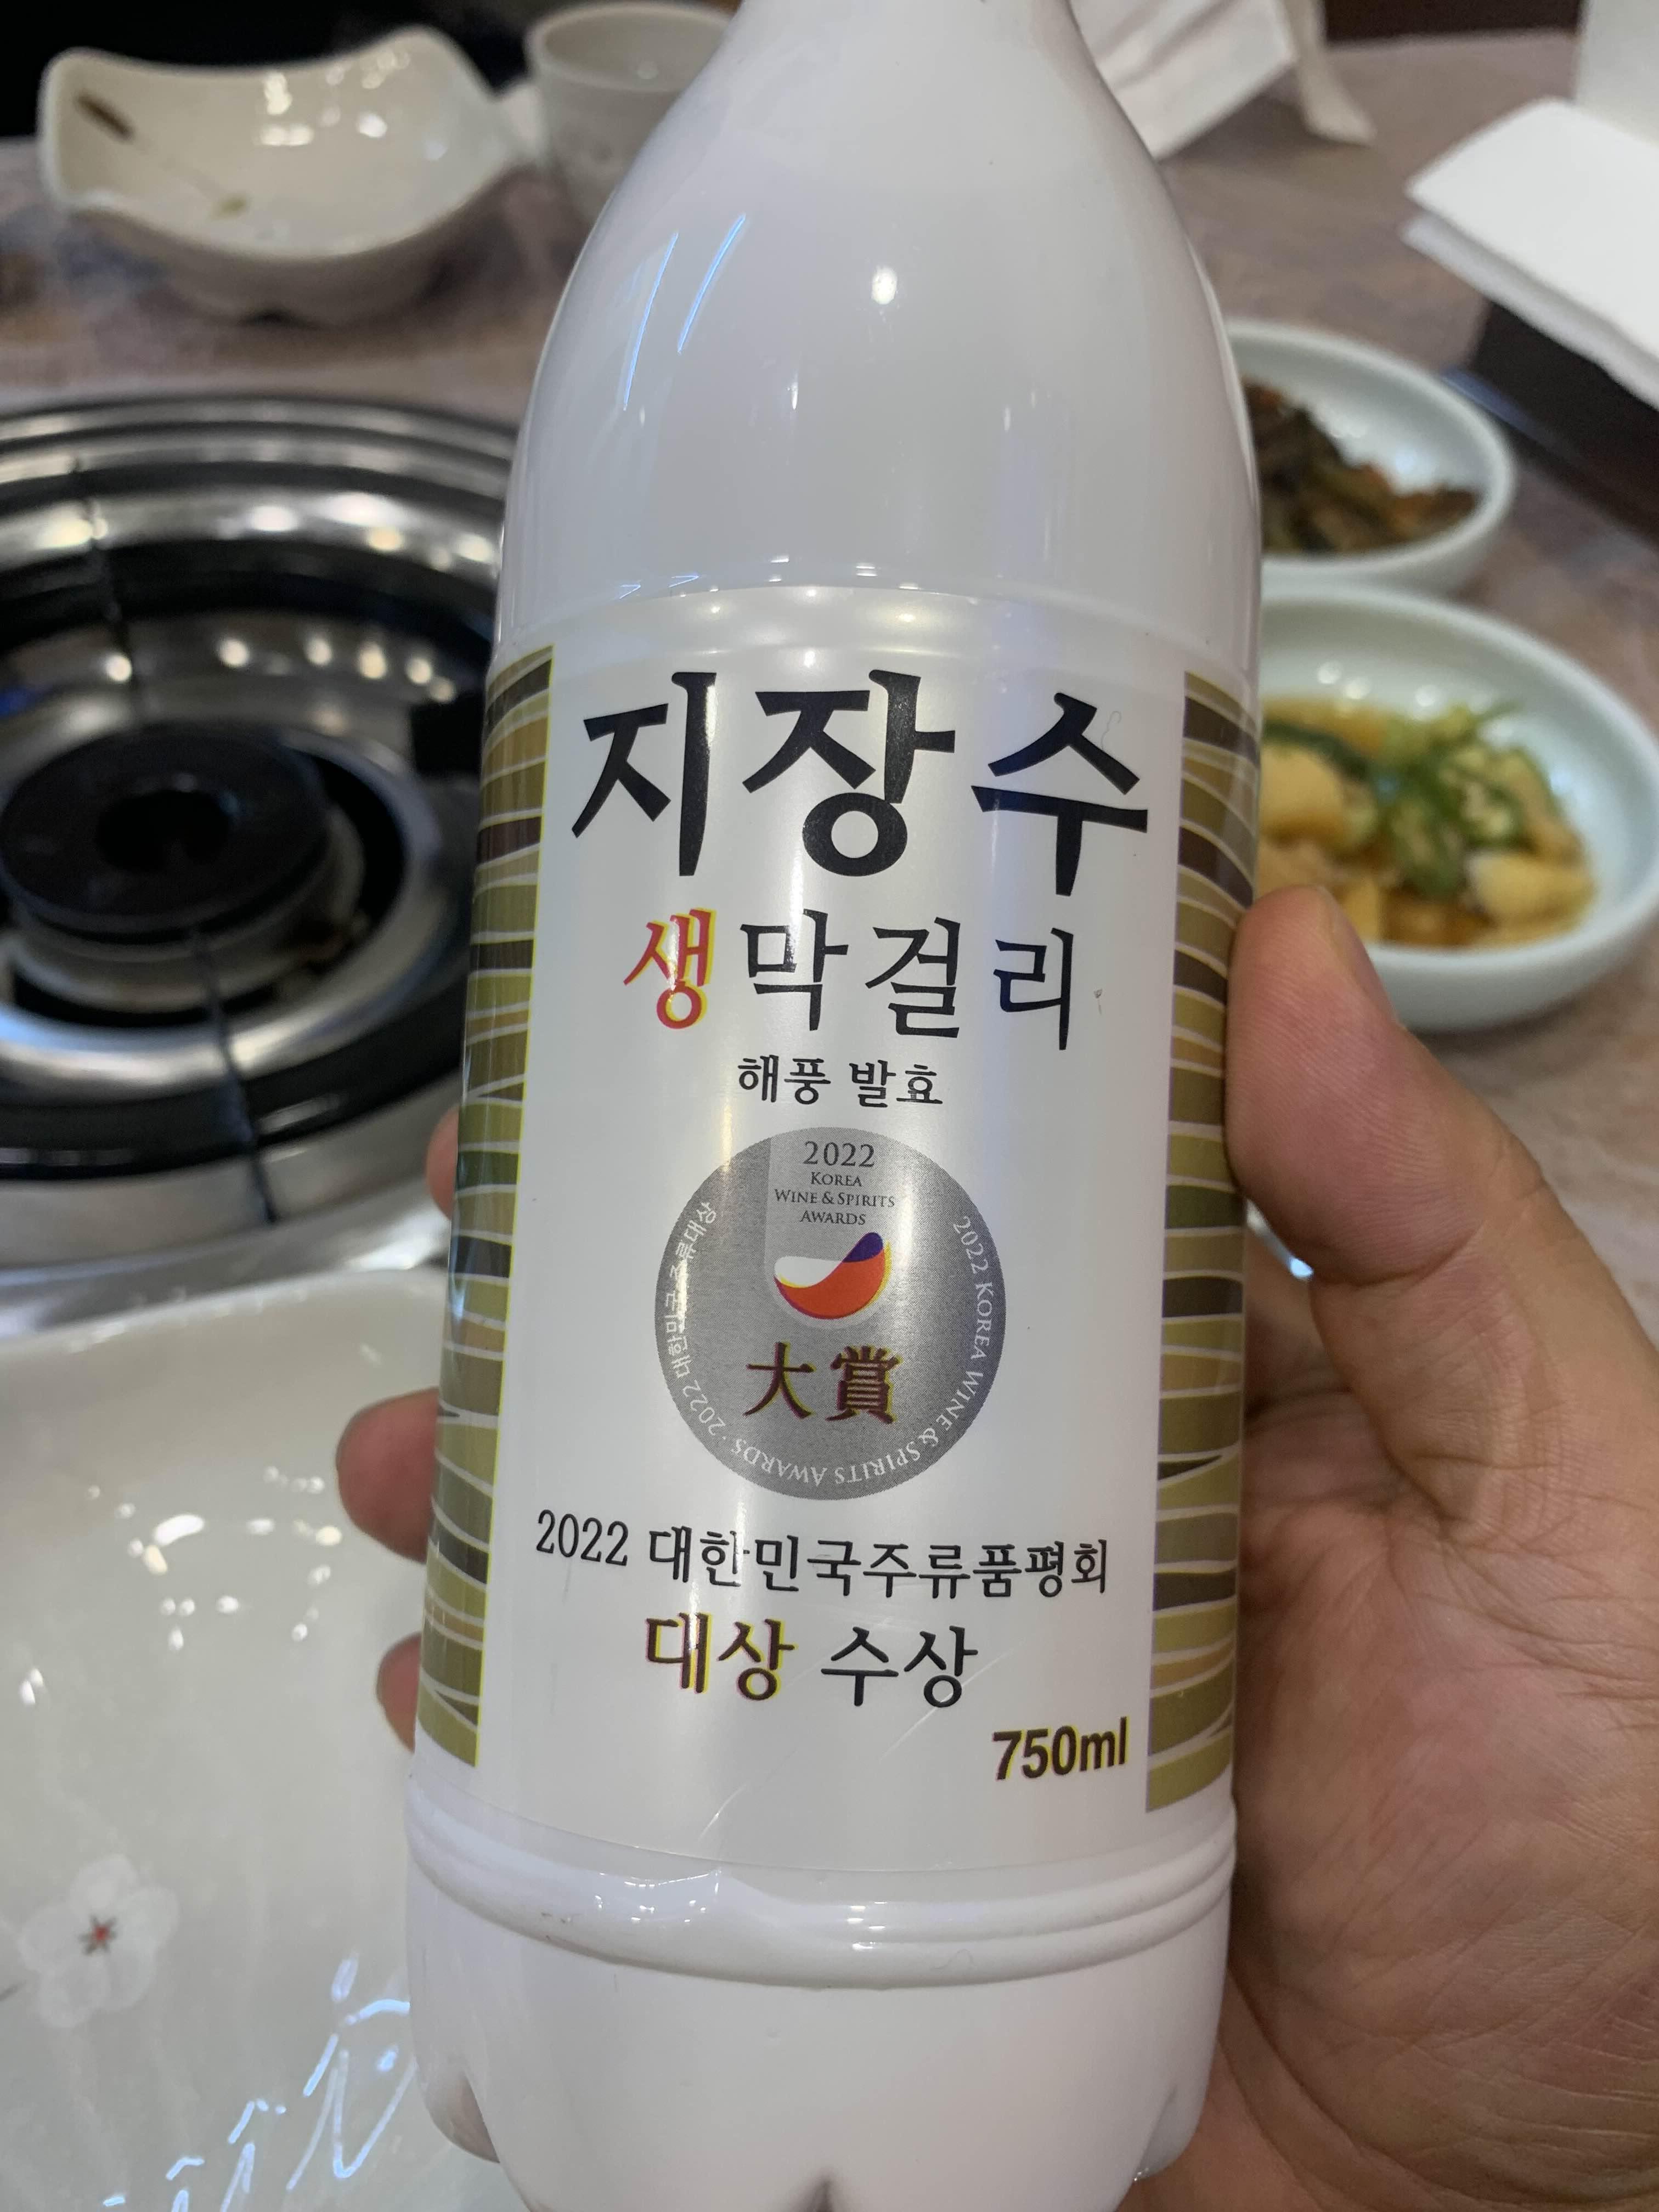 지장수
생막걸리
해풍 발효
2022
KOREA
WINE & SPIRITS
AWARDS
大賞
2022 대한민국주류대상 · 2022 KOREA WINE & SPIRITS AWARDS
2022 대한민국주류품평회
대상 수상
750ml